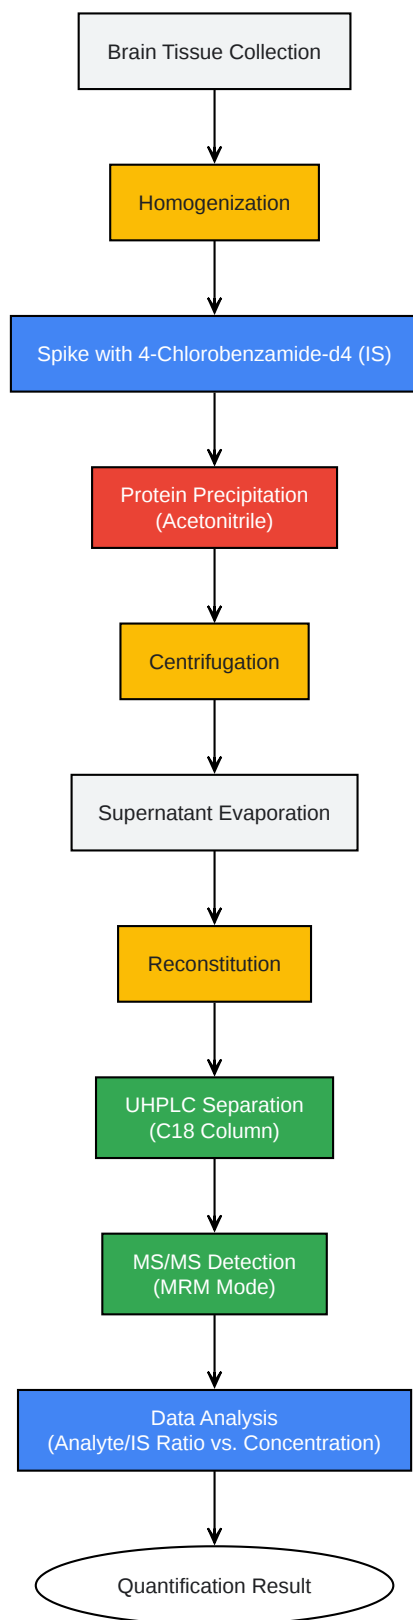 Brain Tissue Collection
Homogenization
Spike with 4-Chlorobenzamide-d4 (IS)
Protein Precipitation
(Acetonitrile)
Centrifugation
Supernatant Evaporation
Reconstitution
UHPLC Separation
(C18 Column)
MS/MS Detection
(MRM Mode)
Data Analysis
(Analyte/IS Ratio vs. Concentration)
Quantification Result